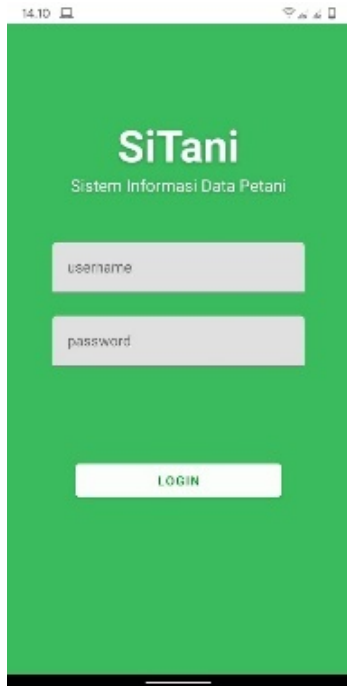 14.10
SiTani
Sistem Informasi Data Petani
username
password
LOGIN